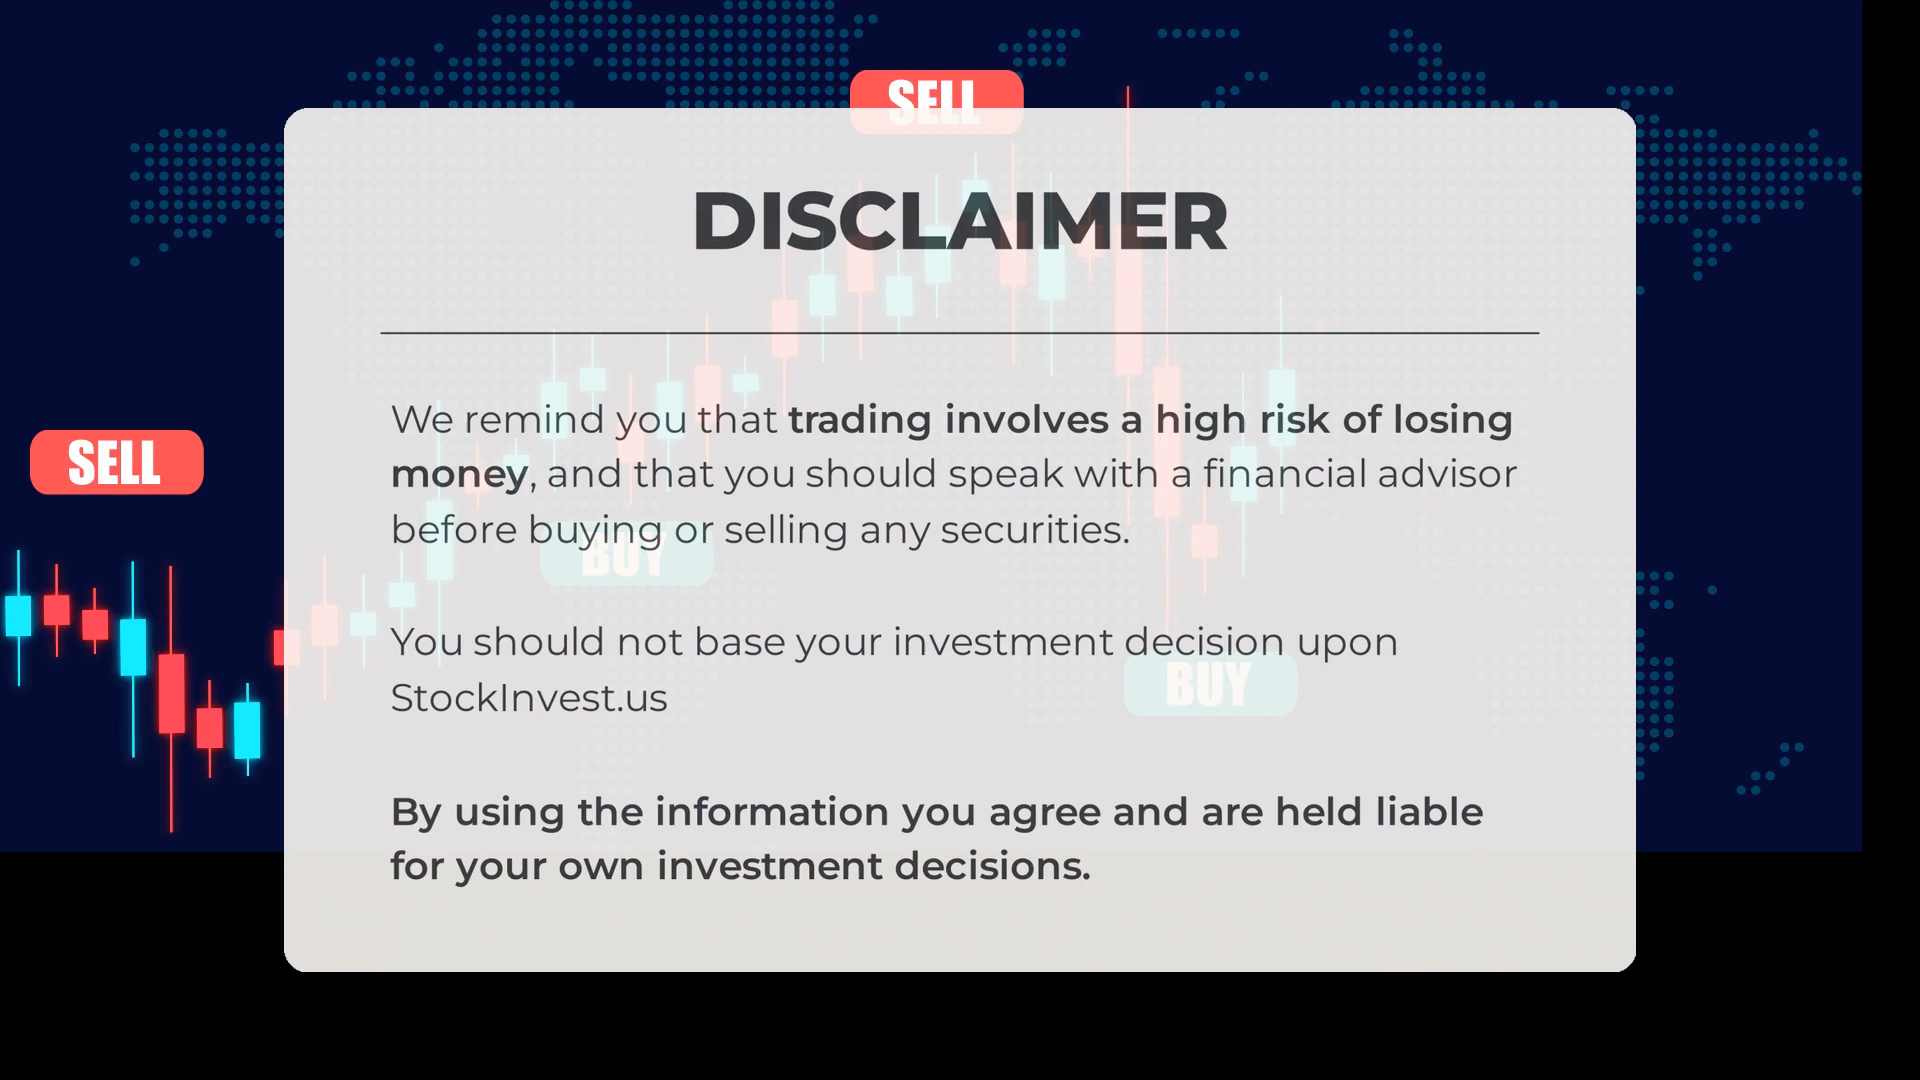 SELL
DISCLAIMER
We remind you that trading involves a high risk of losing
SELL
money, and that you should speak with a financial advisor
before buying or selling any securities.
BUY
You should not base your investment decision upon
BUY
StockInvest.us
By using the information you agree and are held liable
for your own investment decisions.